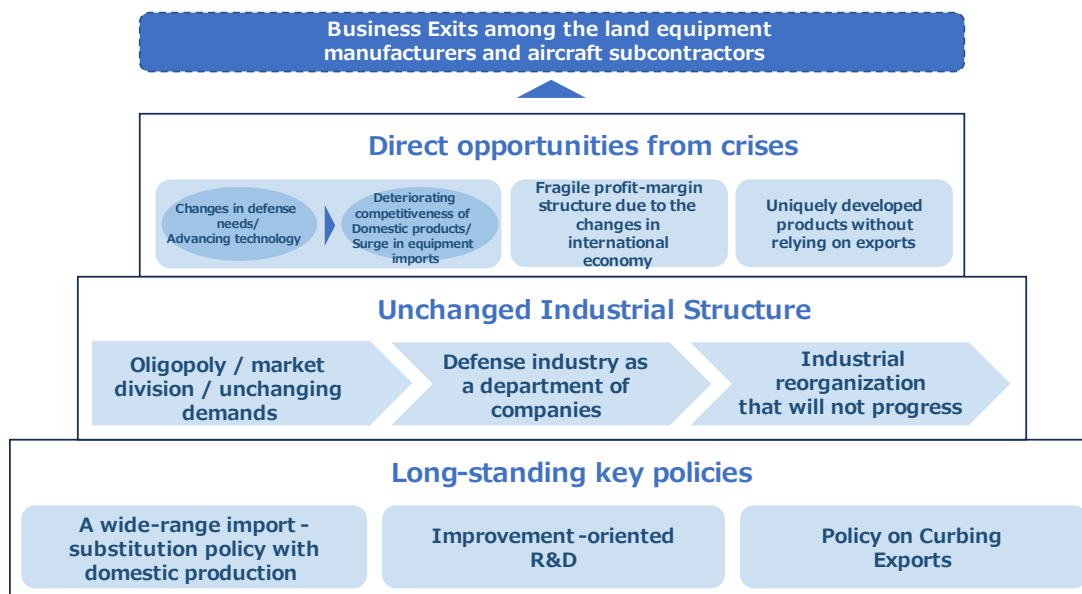 Business Exits among the land equipment
manufacturers and aircraft subcontractors
Direct opportunities from crises
Changes in defense
needs/
Advancing technology
Deteriorating
competitiveness of
Domestic products/
Surge in equipment
imports
Fragile profit-margin
structure due to the
changes in
international
economy
Uniquely developed
products without
relying on exports
Unchanged Industrial Structure
Oligopoly / market
division / unchanging
demands
Defense industry as
a department of
companies
Industrial
reorganization
that will not progress
Long-standing key policies
A wide-range import -
substitution policy with
domestic production
Improvement -oriented
R&D
Policy on Curbing
Exports